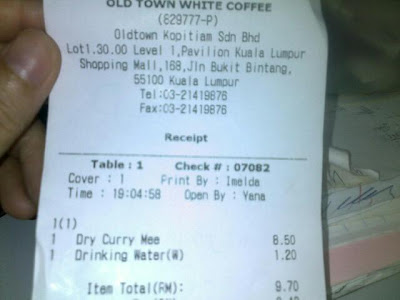 OLD TOWN WHITE COFFEE
(629777-P)
Oldtown Kopitiam Sdn Bhd
Lot1.30.00 Level 1,Pavilion Kuala Lumpur
Shopping Mall,168,Jln Bukit Bintang,
55100 Kuala Lumpur
Tel:03-21419876
Fax:03-21419876
Receipt
Table : 1 Check # : 07082
Cover : 1 Print By : Imelda
Time : 19:04:58 Open By : Yana
1(1)
1 Dry Curry Mee 8.50
1 Drinking Water(W) 1.20
Item Total(RM): 9.70